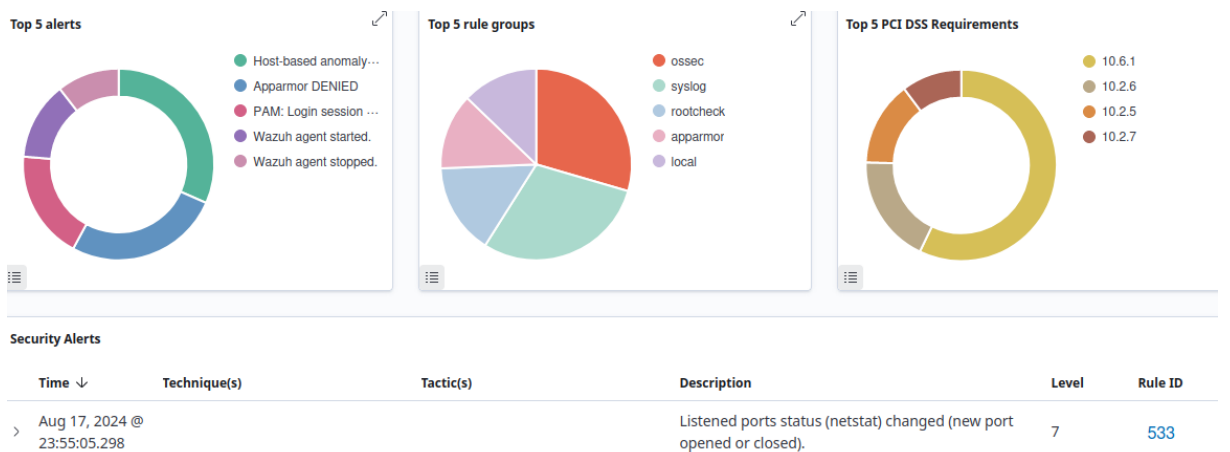 Top 5 alerts
Host-based anomaly···
Apparmor DENIED
PAM: Login session ···
Wazuh agent started.
Wazuh agent stopped.
Top 5 rule groups
ossec
syslog
rootcheck
apparmor
local
Top 5 PCI DSS Requirements
10.6.1
10.2.6
10.2.5
10.2.7
Security Alerts
Time Technique(s) Tactic(s) Description Level Rule ID
Aug 17, 2024 @
23:55:05.298
Listened ports status (netstat) changed (new port
opened or closed).
7
533